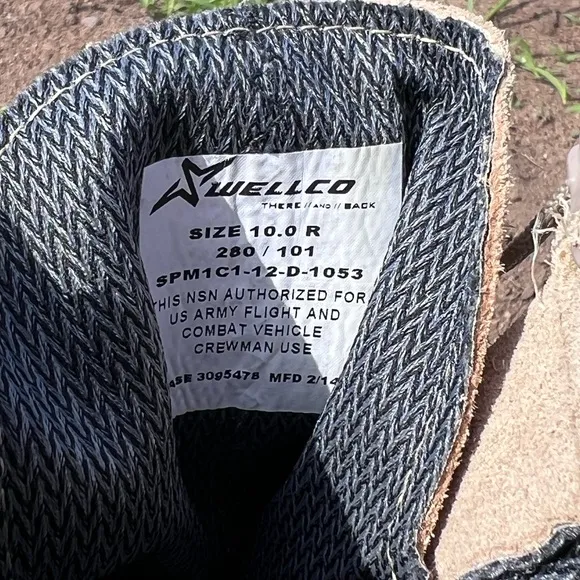 WELLCO
THERE // AND // BACK
SIZE 10.0 R
280 / 101
SPM1C1-12-D-1053
THIS NSN AUTHORIZED FOR
US ARMY FLIGHT AND
COMBAT VEHICLE
CREWMAN USE
3095478 MFD 2/14